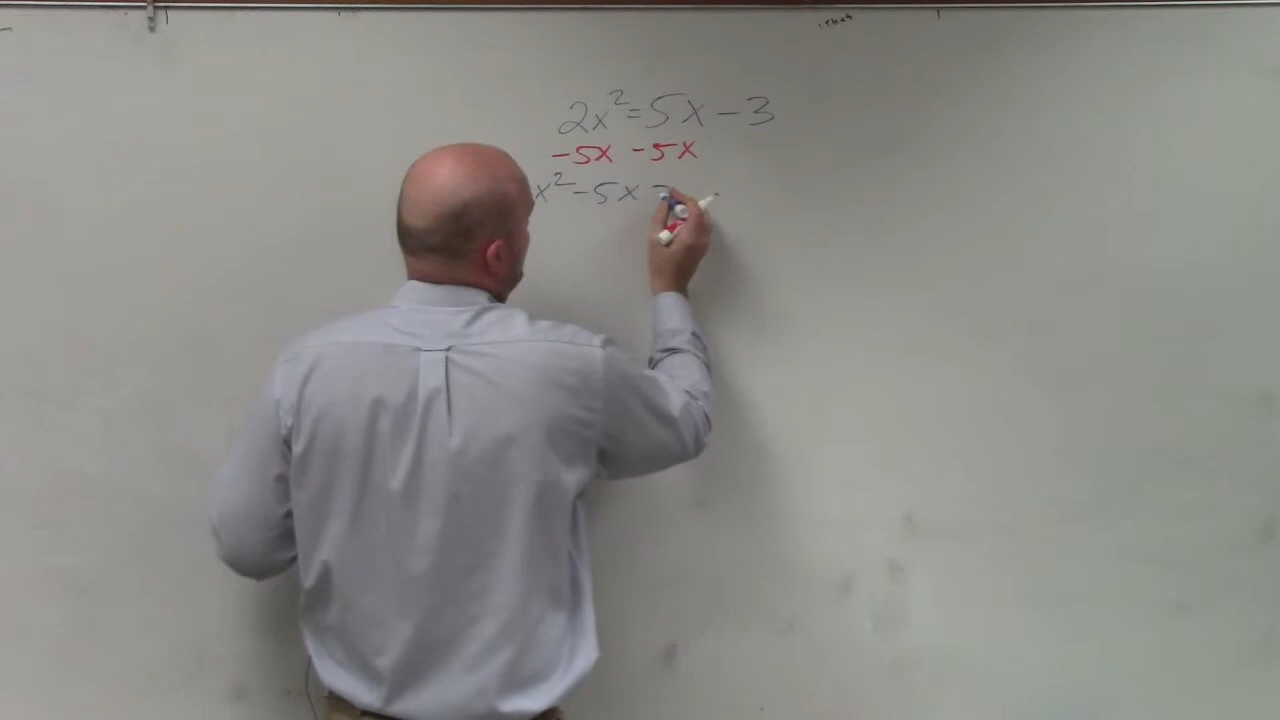 2x²=5x-3
-5x -5x
x²-5x =